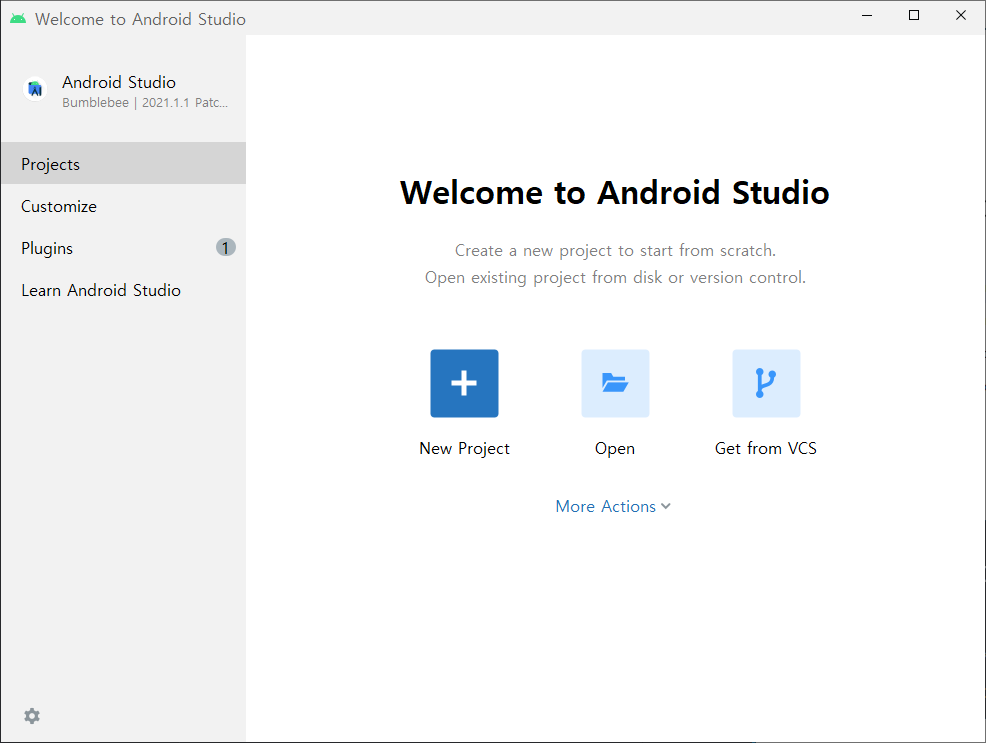 Welcome to Android Studio
Android Studio
Bumblebee | 2021.1.1 Patc...
Projects
Customize
Plugins 1
Learn Android Studio
Welcome to Android Studio
Create a new project to start from scratch.
Open existing project from disk or version control.
New Project Open Get from VCS
More Actions